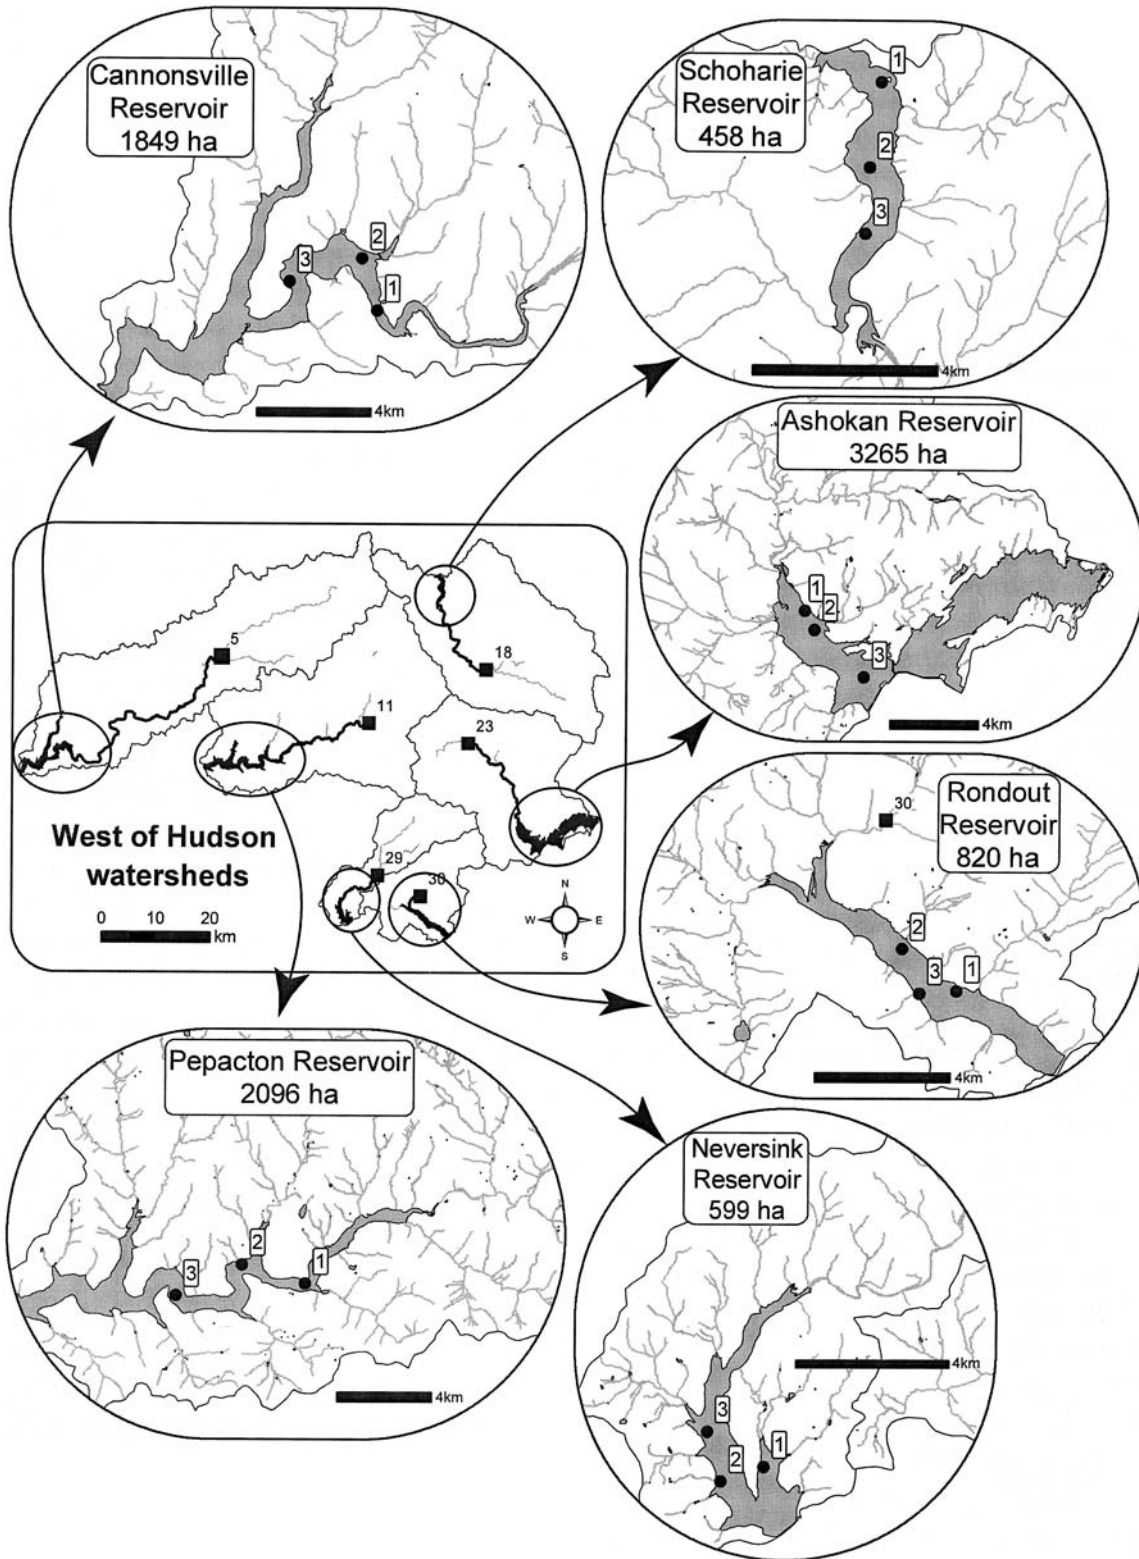 Cannonsville
Reservoir
1849 ha
3
2
1
4km
Schoharie
Reservoir
458 ha
1
2
3
4km
Ashokan Reservoir
3265 ha
1
2
3
4km
5
18
11
23
29
30
West of Hudson
watersheds
0 10 20
km
N
W E
S
Rondout
Reservoir
820 ha
30
2
3
1
4km
Pepacton Reservoir
2096 ha
3
2
1
4km
Neversink
Reservoir
599 ha
4km
3
2
1